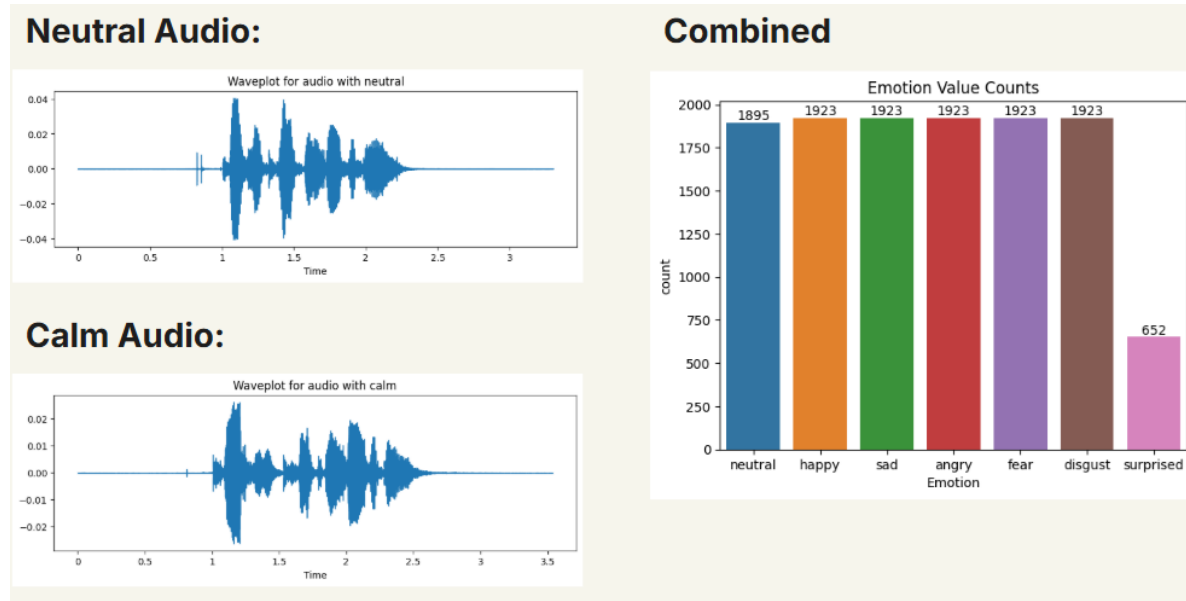 Neutral Audio:
Waveplot for audio with neutral
0.04
0.02
0.00
−0.02
−0.04
0 0.5 1 1.5 2 2.5 3
Time
Calm Audio:
Waveplot for audio with calm
0.02
0.01
0.00
−0.01
−0.02
0 0.5 1 1.5 2 2.5 3 3.5
Time
Combined
Emotion Value Counts
2000
1750
1500
1250
1000
750
500
250
0
count
1895 1923 1923 1923 1923 1923 652
neutral happy sad angry fear disgust surprised
Emotion